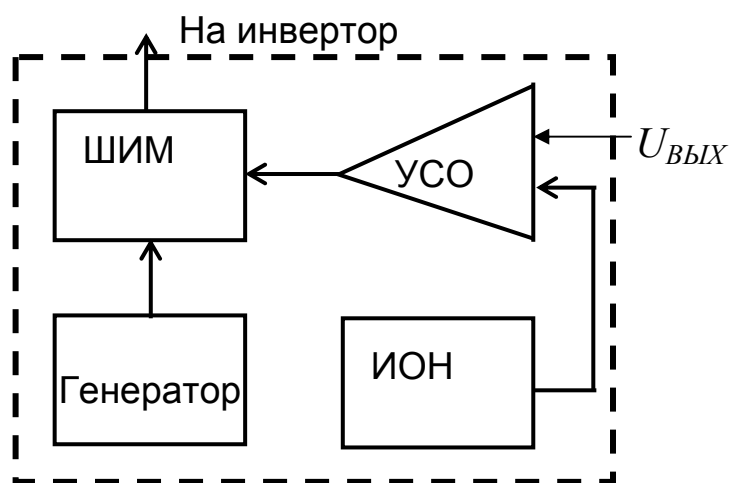 На инвертор
ШИМ
УСО
U_ВЫХ
Генератор
ИОН